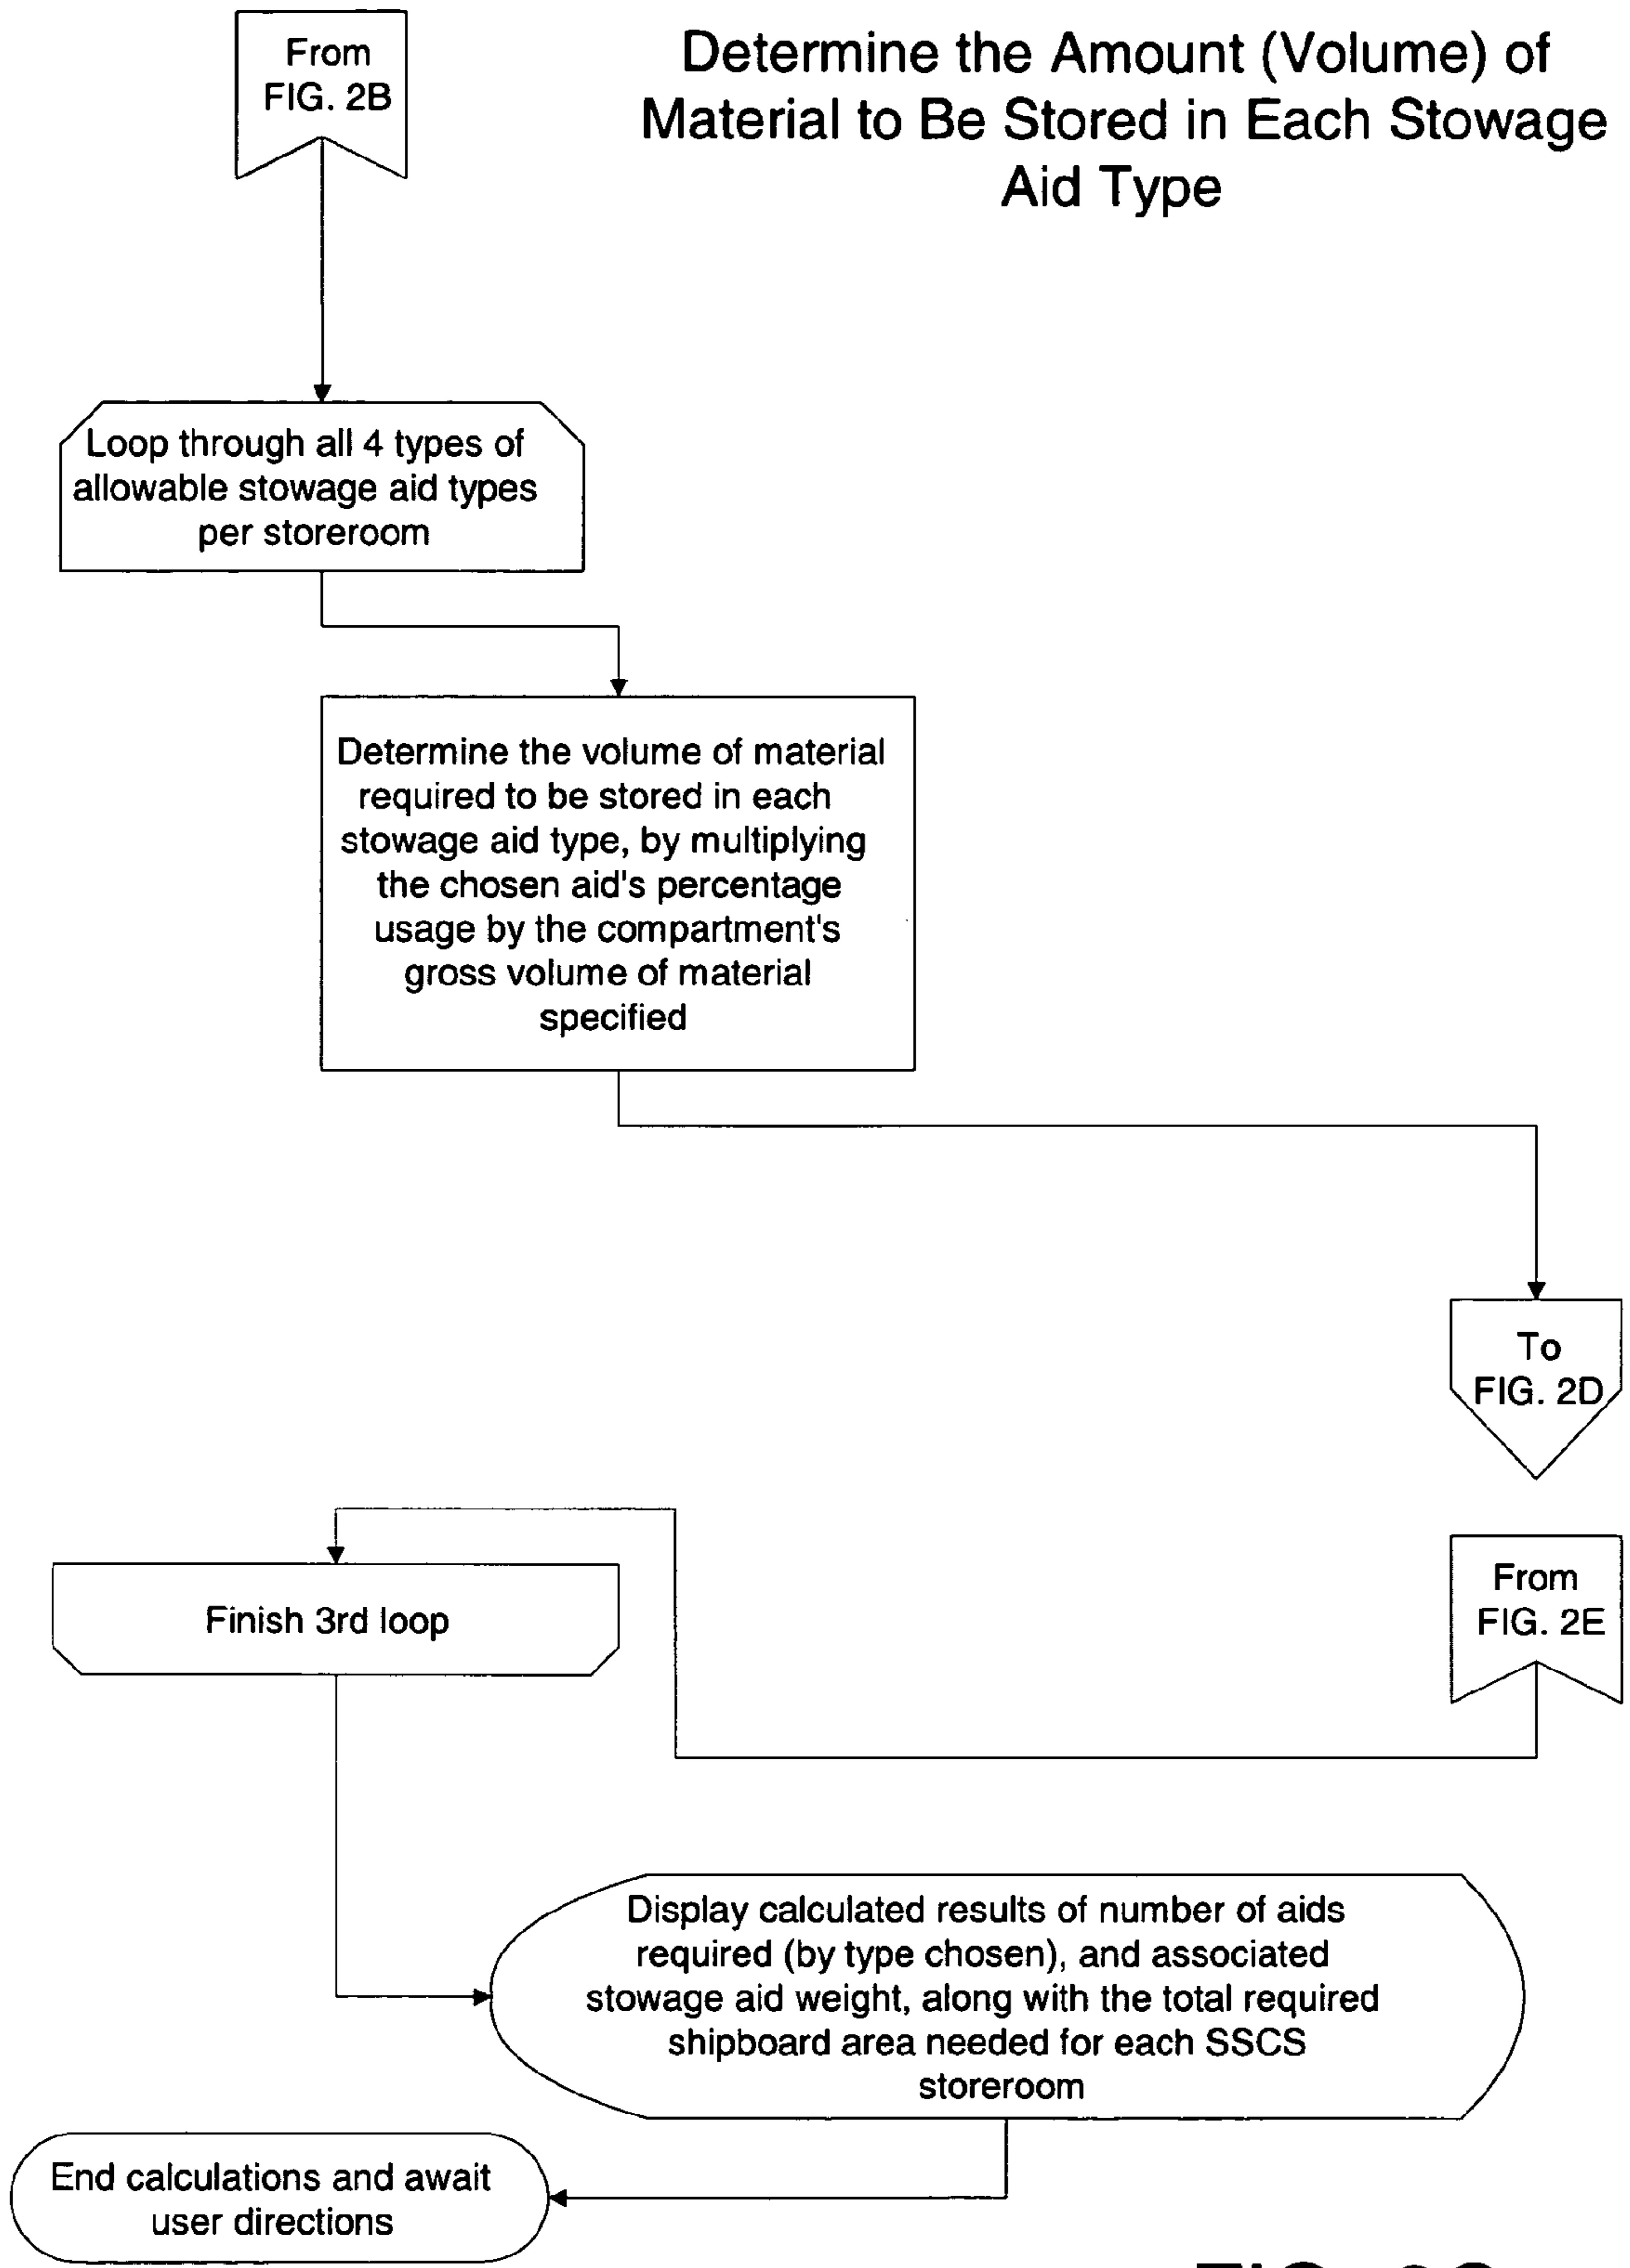 From
FIG. 2B
Determine the Amount (Volume) of
Material to Be Stored in Each Stowage
Aid Type
Loop through all 4 types of
allowable stowage aid types
per storeroom
Determine the volume of material
required to be stored in each
stowage aid type, by multiplying
the chosen aid's percentage
usage by the compartment's
gross volume of material
specified
To
FIG. 2D
From
FIG. 2E
Finish 3rd loop
Display calculated results of number of aids
required (by type chosen), and associated
stowage aid weight, along with the total required
shipboard area needed for each SSCS
storeroom
End calculations and await
user directions